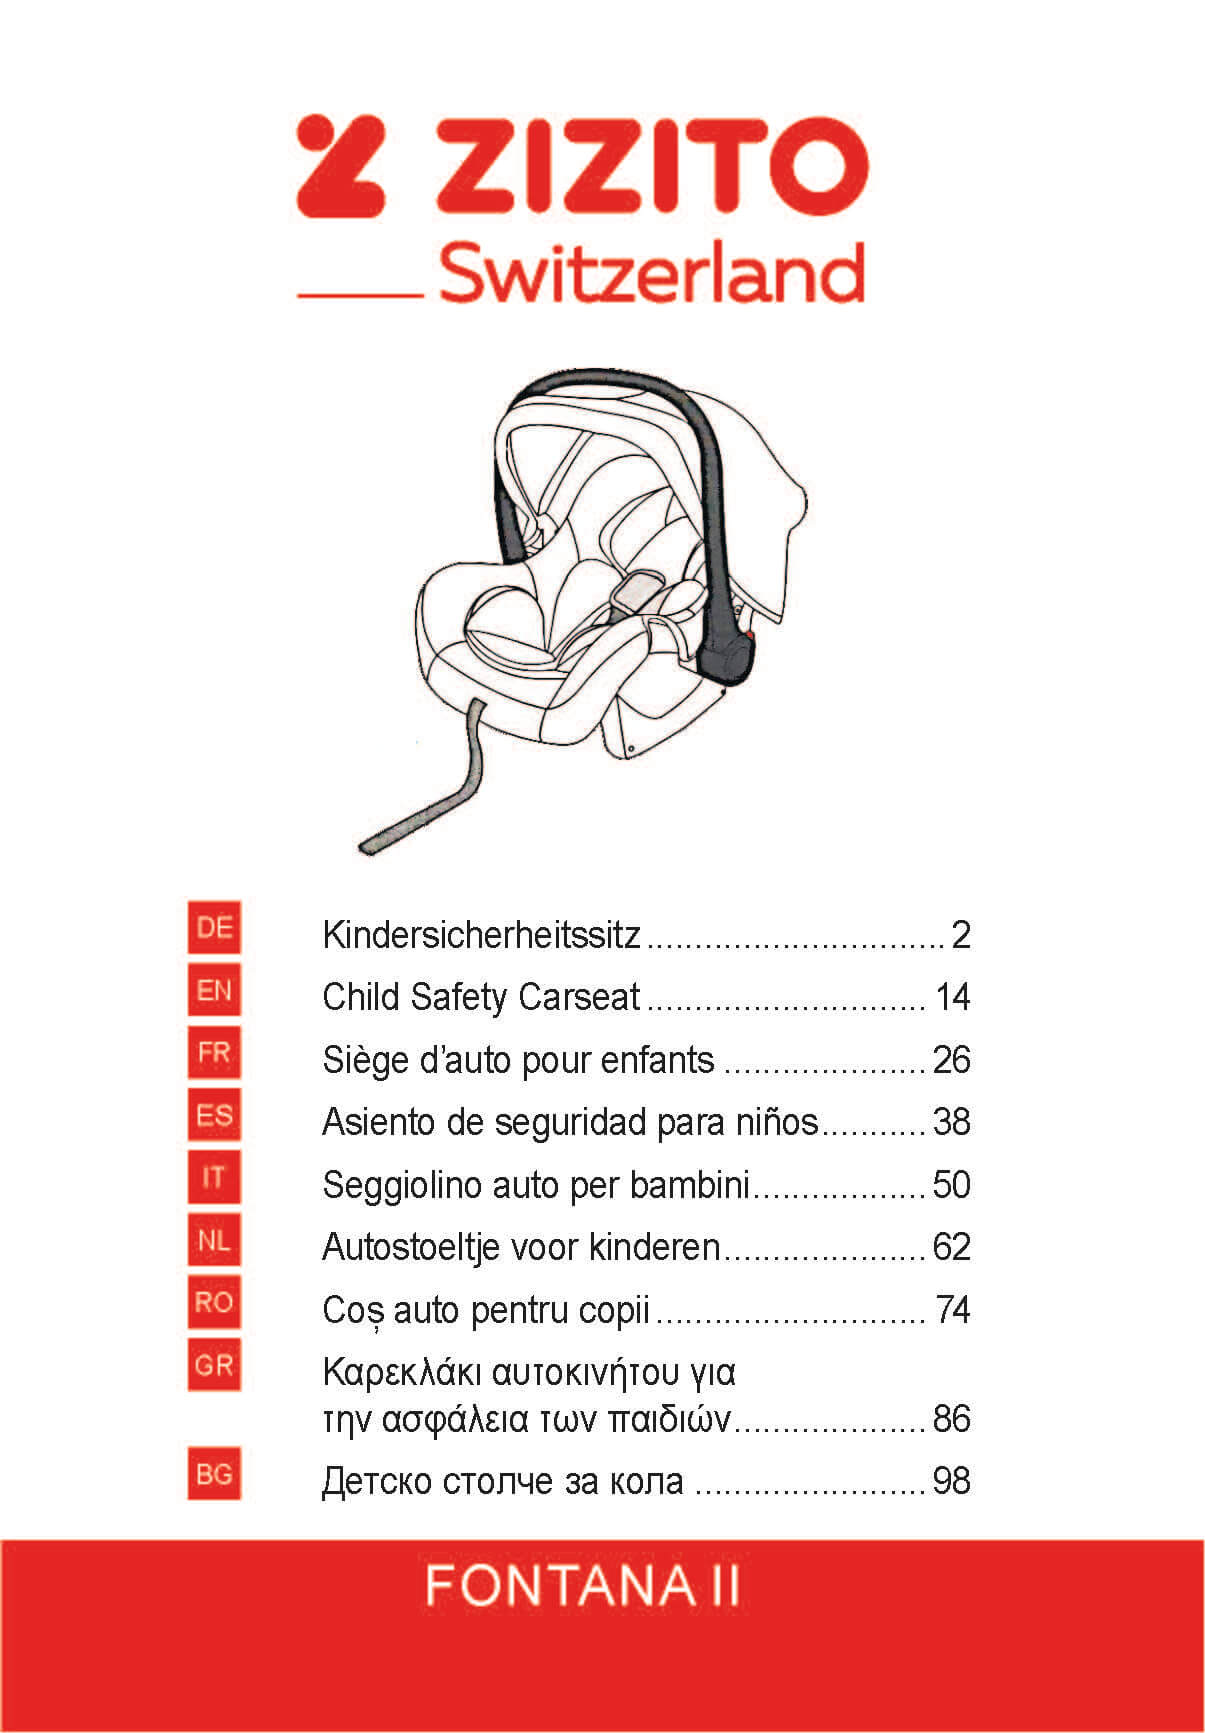 ZIZITO
Switzerland
DE Kindersicherheitssitz ............................... 2
EN Child Safety Carseat ............................. 14
FR Siège d’auto pour enfants ..................... 26
ES Asiento de seguridad para niños ........... 38
IT Seggiolino auto per bambini .................. 50
NL Autostoeltje voor kinderen ..................... 62
RO Coș auto pentru copii ............................ 74
GR Καρεκλάκι αυτοκινήτου για
την ασφάλεια των παιδιών .................... 86
BG Детско столче за кола ........................ 98
FONTANA II